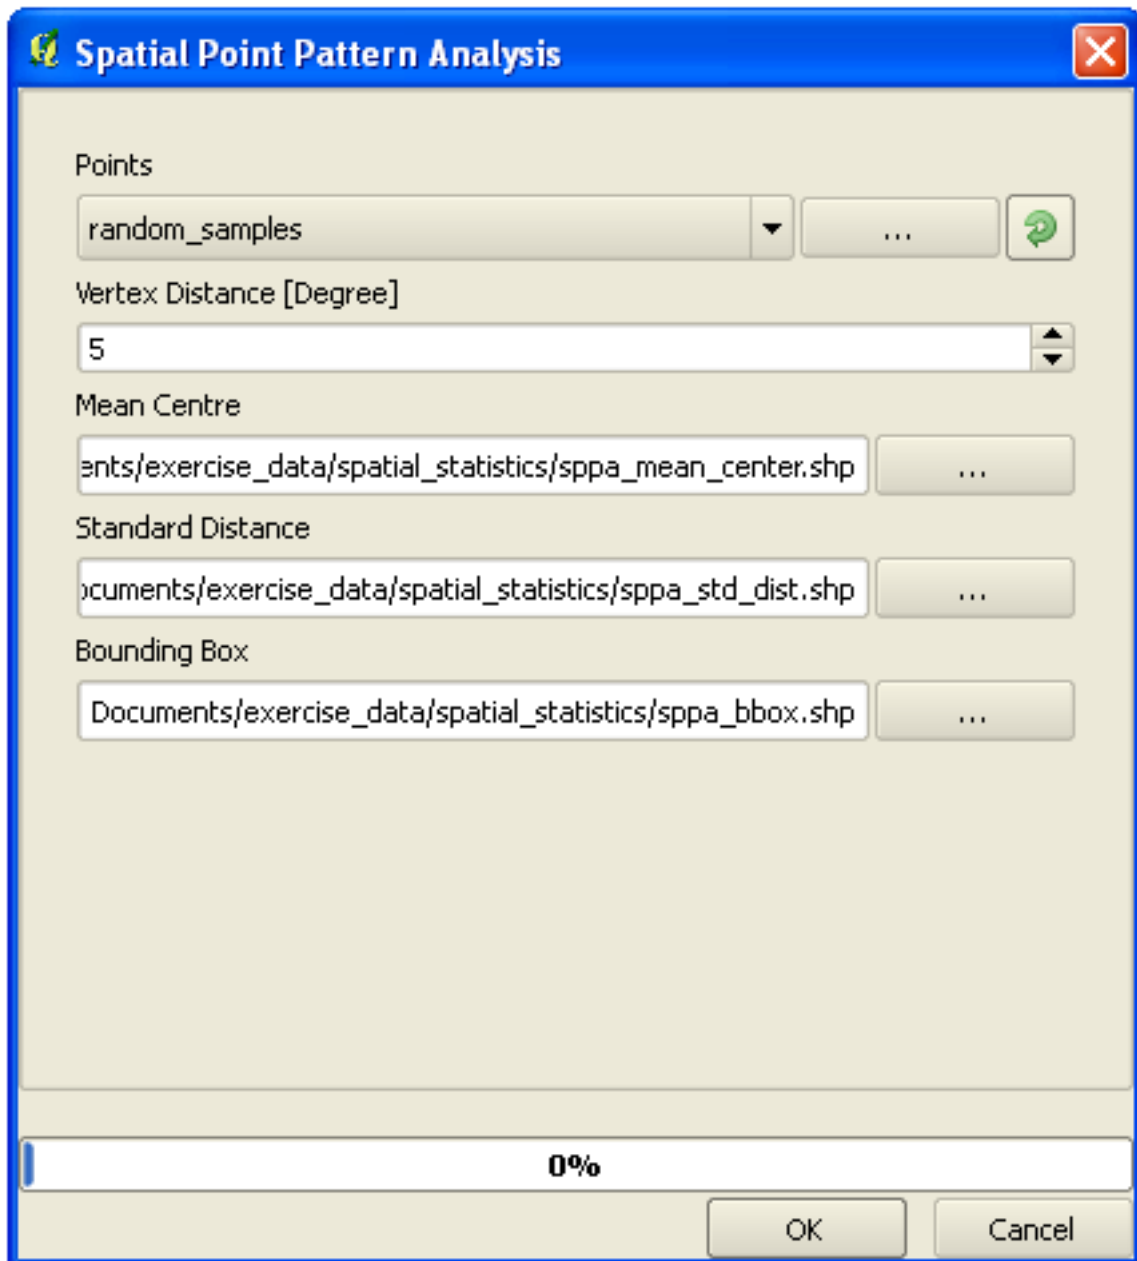 Spatial Point Pattern Analysis
Points
random_samples
...
Vertex Distance [Degree]
5
Mean Centre
ents/exercise_data/spatial_statistics/sppa_mean_center.shp
...
Standard Distance
ocuments/exercise_data/spatial_statistics/sppa_std_dist.shp
...
Bounding Box
Documents/exercise_data/spatial_statistics/sppa_bbox.shp
...
0%
OK
Cancel